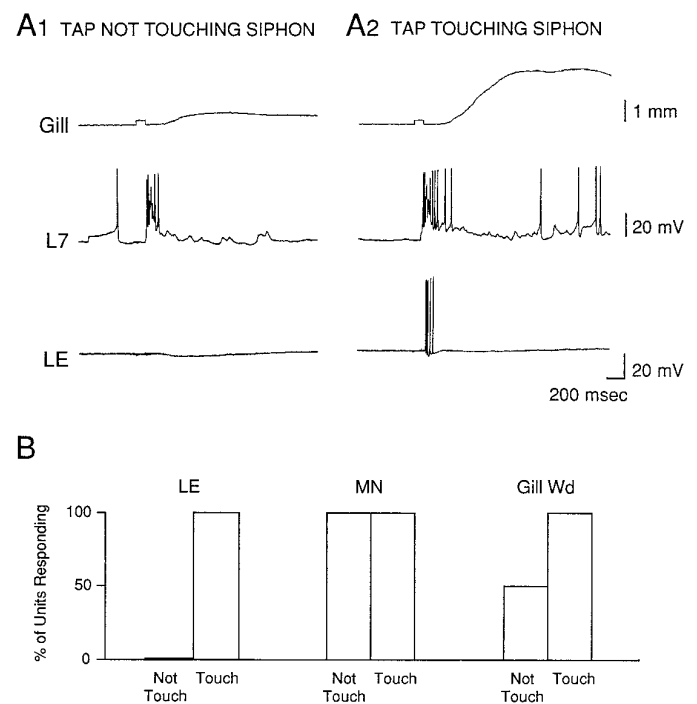 A1 TAP NOT TOUCHING SIPHON
A2 TAP TOUCHING SIPHON
Gill
1 mm
L7
20 mV
LE
20 mV
200 msec
B
LE
MN
Gill Wd
% of Units Responding
100
50
0
Not
Touch
Touch
Not
Touch
Touch
Not
Touch
Touch